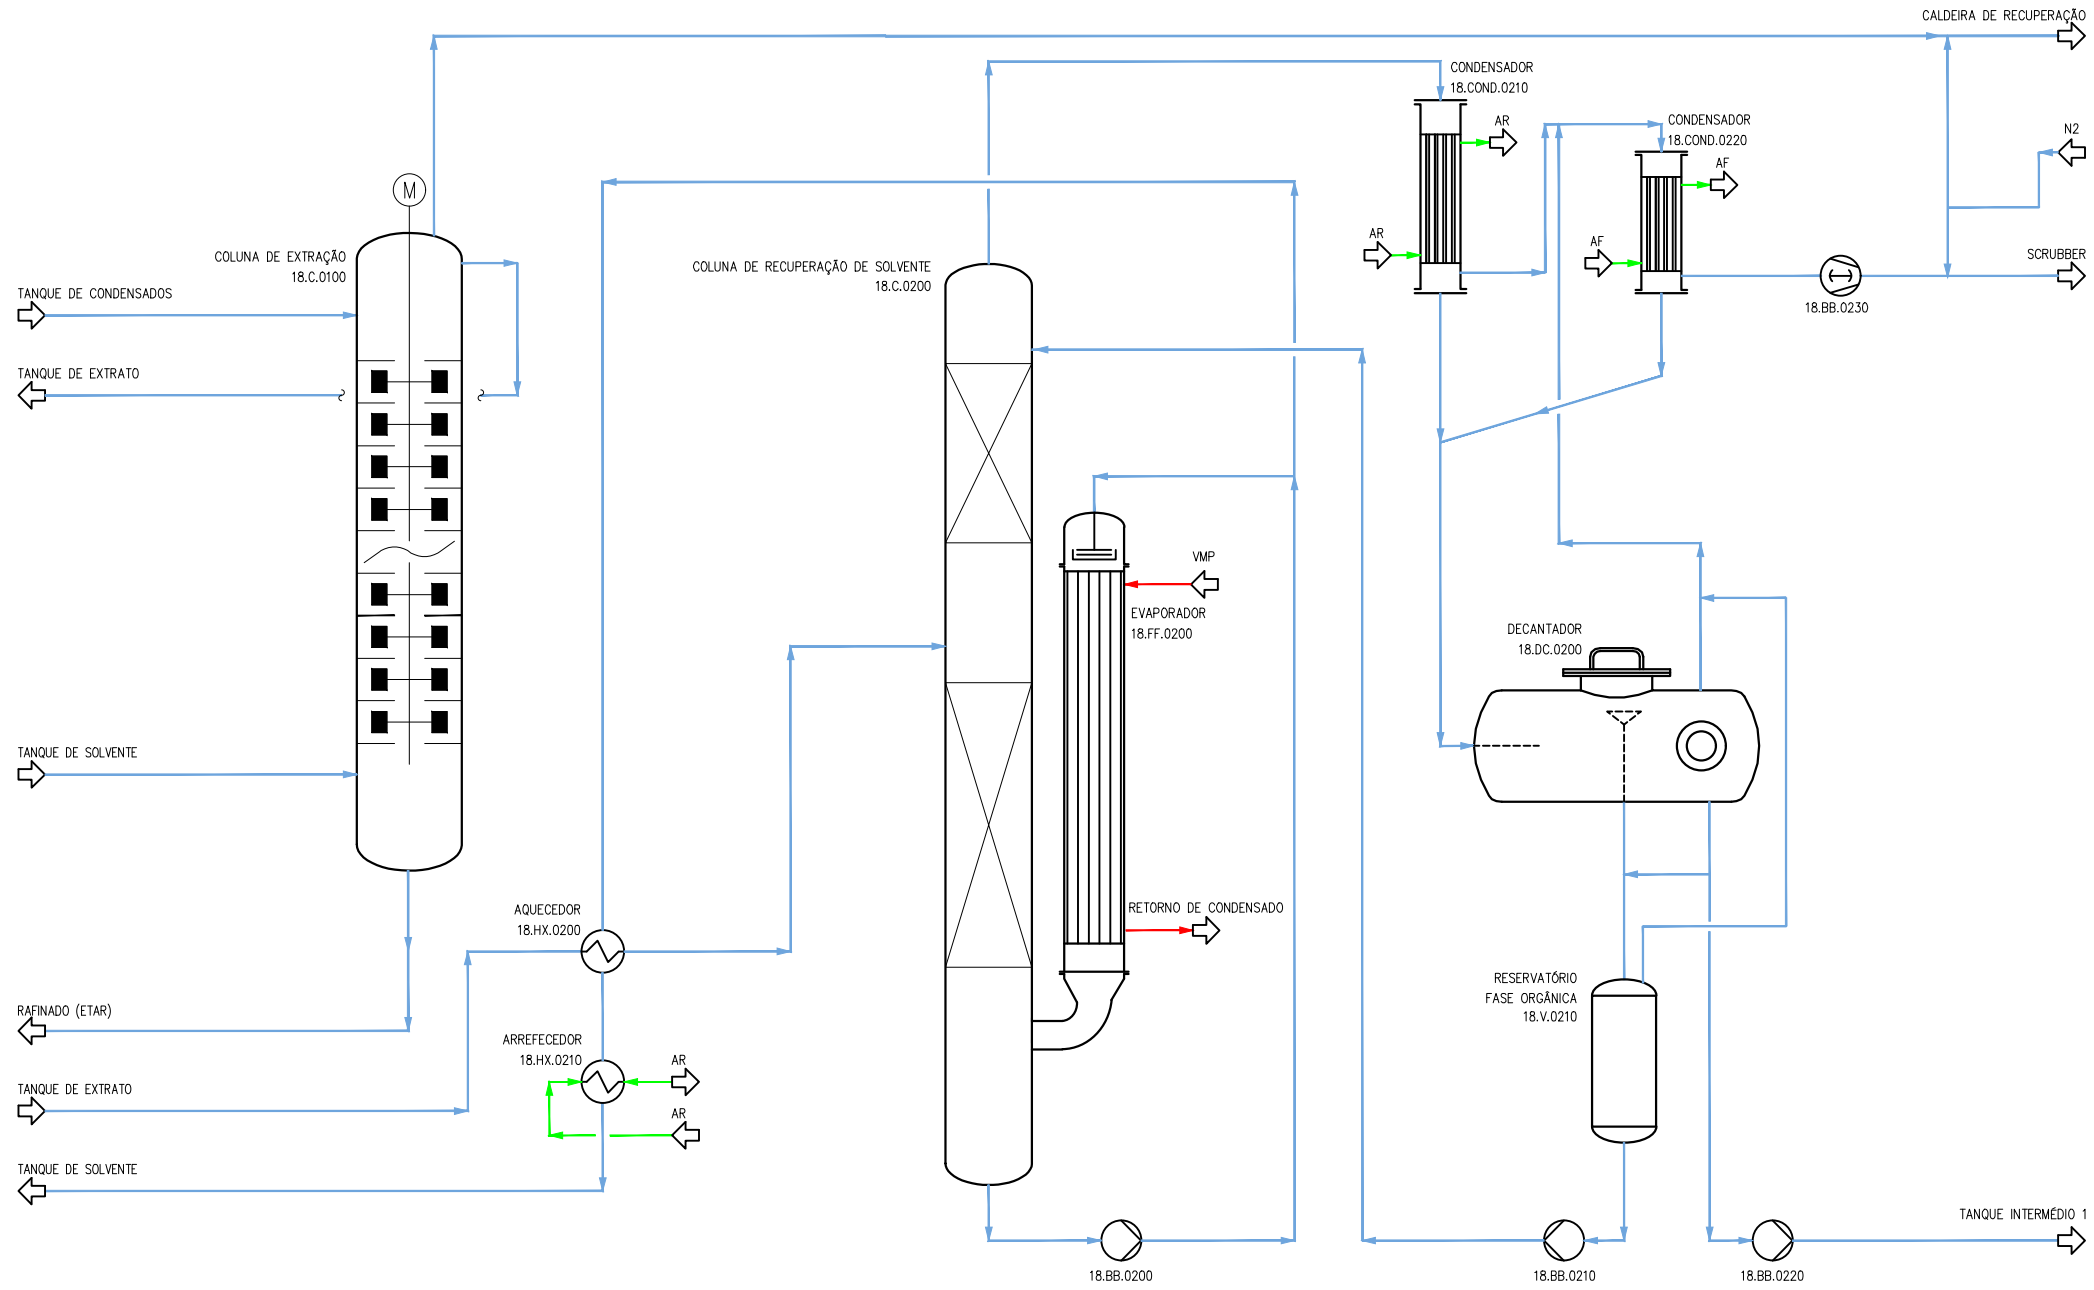 CALDEIRA DE RECUPERAÇÃO
CONDENSADOR
18.COND.0210
AR
CONDENSADOR
18.COND.0220
N2
AF
M
AR
AF
COLUNA DE EXTRAÇÃO
18.C.0100
COLUNA DE RECUPERAÇÃO DE SOLVENTE
18.C.0200
SCRUBBER
TANQUE DE CONDENSADOS
18.BB.0230
TANQUE DE EXTRATO
VMP
EVAPORADOR
18.FF.0200
DECANTADOR
18.DC.0200
TANQUE DE SOLVENTE
AQUECEDOR
18.HX.0200
RETORNO DE CONDENSADO
RESERVATÓRIO
FASE ORGÂNICA
18.V.0210
RAFINADO (ETAR)
ARREFECEDOR
18.HX.0210
AR
TANQUE DE EXTRATO
AR
TANQUE DE SOLVENTE
TANQUE INTERMÉDIO 1
18.BB.0200
18.BB.0210
18.BB.0220